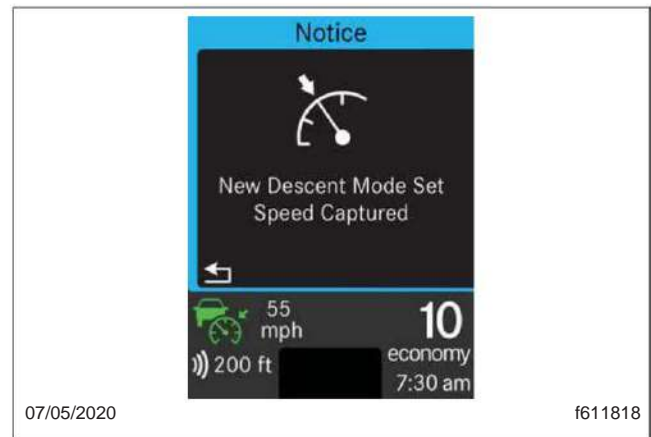 Notice
New Descent Mode Set
Speed Captured
55
mph
10
economy
200 ft
7:30 am
07/05/2020
f611818